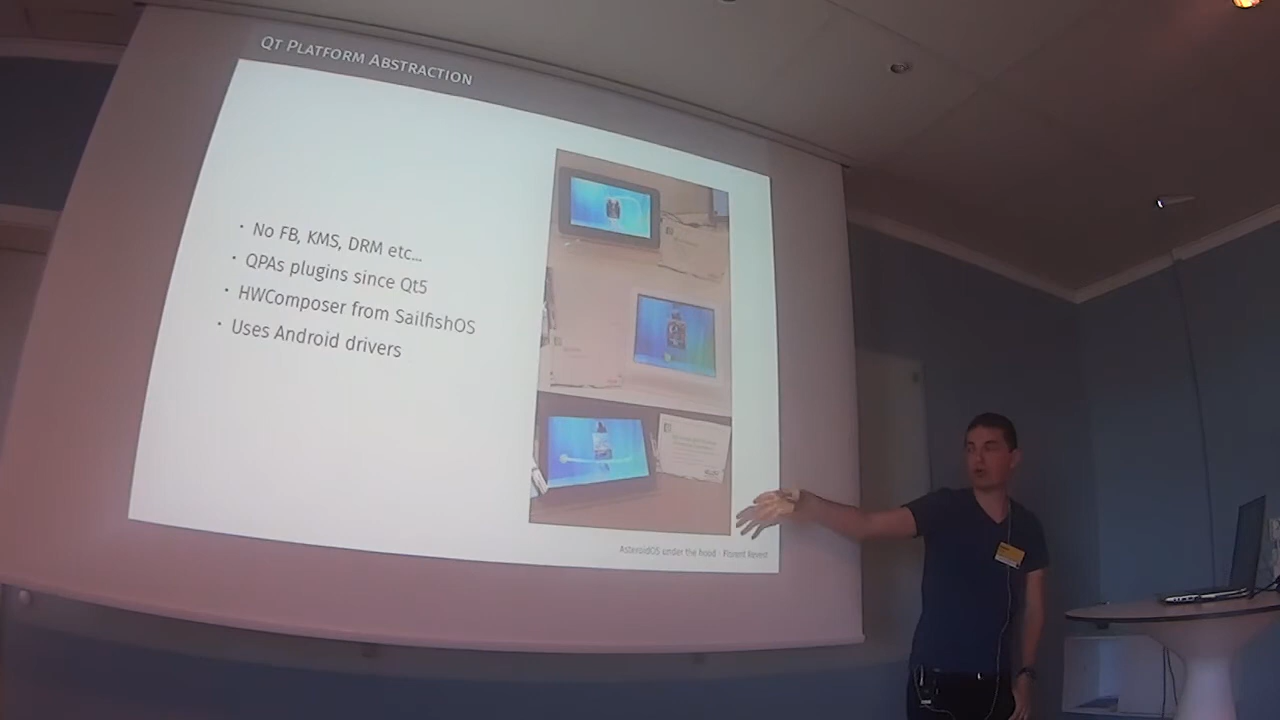 QT PLATFORM ABSTRACTION
· No FB, KMS, DRM etc...
· QPAs plugins since Qt5
· HWComposer from SailfishOS
· Uses Android drivers
AsteroidOS under the hood - Florent Revest